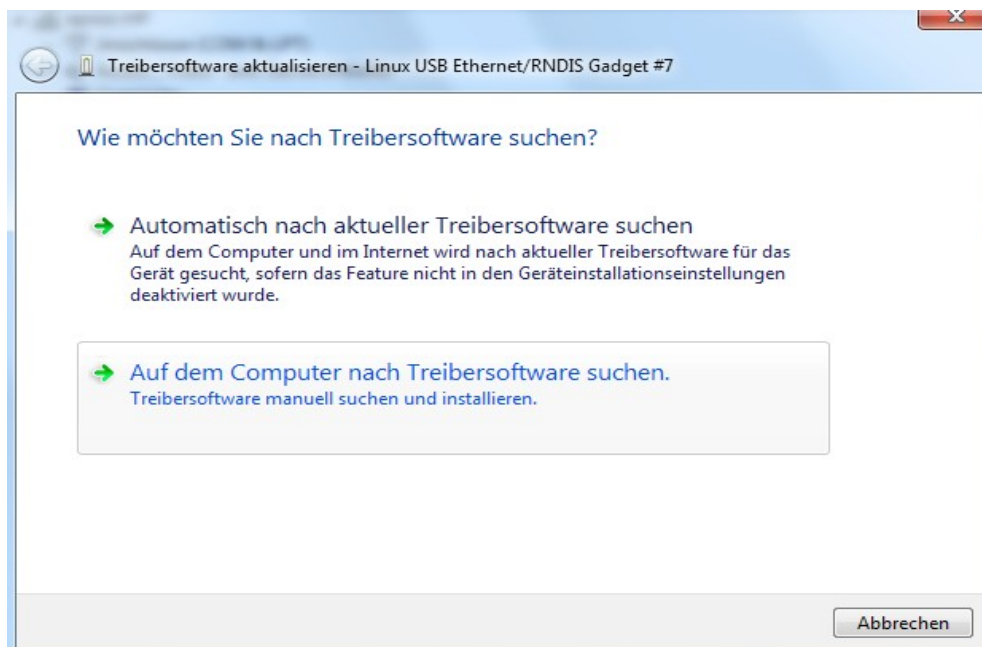 Treibersoftware aktualisieren - Linux USB Ethernet/RNDIS Gadget #7
Wie möchten Sie nach Treibersoftware suchen?
Automatisch nach aktueller Treibersoftware suchen
Auf dem Computer und im Internet wird nach aktueller Treibersoftware für das
Gerät gesucht, sofern das Feature nicht in den Geräteinstallationseinstellungen
deaktiviert wurde.
Auf dem Computer nach Treibersoftware suchen.
Treibersoftware manuell suchen und installieren.
Abbrechen